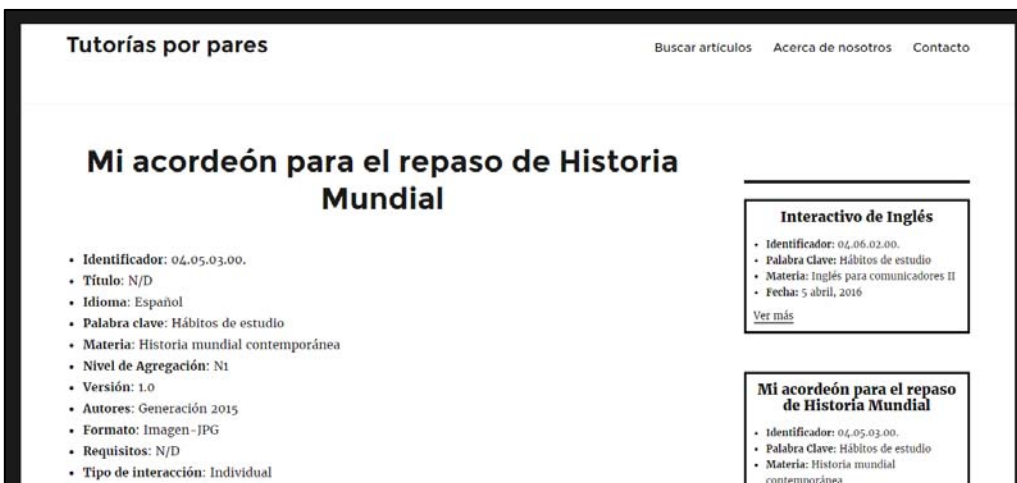 Tutorías por pares
Buscar artículos Acerca de nosotros Contacto
Mi acordeón para el repaso de Historia
Mundial
• Identificador: 04.05.03.00.
• Título: N/D
• Idioma: Español
• Palabra clave: Hábitos de estudio
• Materia: Historia mundial contemporánea
• Nivel de Agregación: N1
• Versión: 1.0
• Autores: Generación 2015
• Formato: Imagen-JPG
• Requisitos: N/D
• Tipo de interacción: Individual
Interactivo de Inglés
• Identificador: 04.06.02.00.
• Palabra Clave: Hábitos de estudio
• Materia: Inglés para comunicadores II
• Fecha: 5 abril, 2016
Ver más
Mi acordeón para el repaso
de Historia Mundial
• Identificador: 04.05.03.00.
• Palabra Clave: Hábitos de estudio
• Materia: Historia mundial
contemporánea